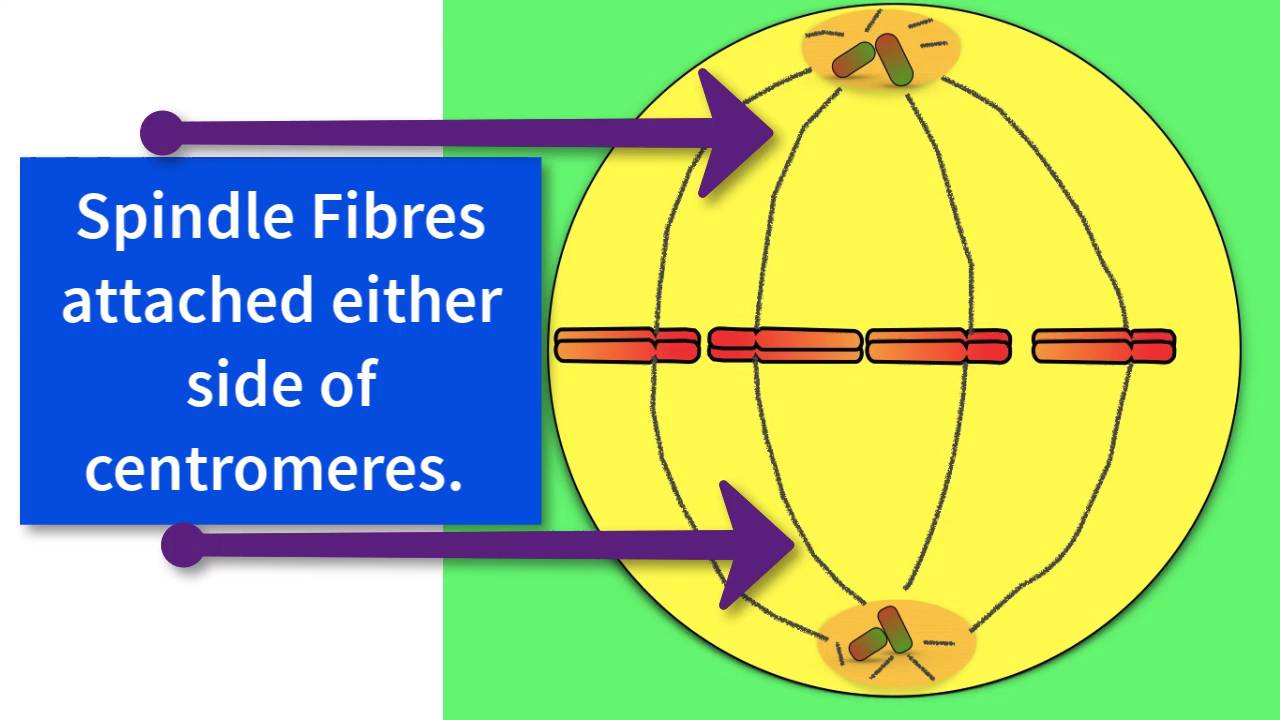 Spindle Fibres
attached either
side of
centromeres.